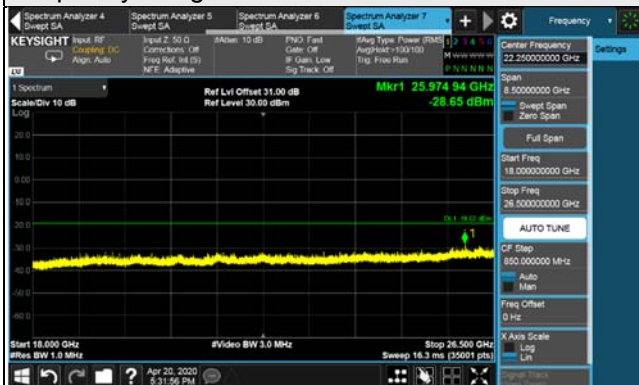 Spectrum Analyzer 4
Swept SA
Spectrum Analyzer 5
Swept SA
Spectrum Analyzer 6
Swept SA
Spectrum Analyzer 7
Swept SA
+
Frequency
KEYSIGHT
Input: RF
Coupling: DC
Align: Auto
Input Z: 50 Ω
Corrections: Off
Freq Ref: Int (S)
NFE: Adaptive
#Atten: 10 dB
PNO: Fast
Gate: Off
IF Gain: Low
Sig Track: Off
#Avg Type: Power (RMS)
Avg|Hold:>100/100
Trig: Free Run
1 2 3 4 5 6
M W W W W W
P N N N N N
LXI
1 Spectrum
Scale/Div 10 dB
Log
Ref Lvl Offset 31.00 dB
Ref Level 30.00 dBm
Mkr1 25.974 94 GHz
-28.65 dBm
20.0
10.0
0.00
-10.0
-20.0
-30.0
-40.0
-50.0
-60.0
1
Start 18.000 GHz
#Res BW 1.0 MHz
#Video BW 3.0 MHz
Stop 26.500 GHz
Sweep 16.3 ms (35001 pts)
Center Frequency
22.250000000 GHz
Settings
Span
8.50000000 GHz
Swept Span
Zero Span
Full Span
Start Freq
18.000000000 GHz
Stop Freq
26.500000000 GHz
AUTO TUNE
CF Step
850.000000 MHz
Auto
Man
Freq Offset
0 Hz
X Axis Scale
Log
Lin
Signal Track
?
Apr 20, 2020
5:31:56 PM